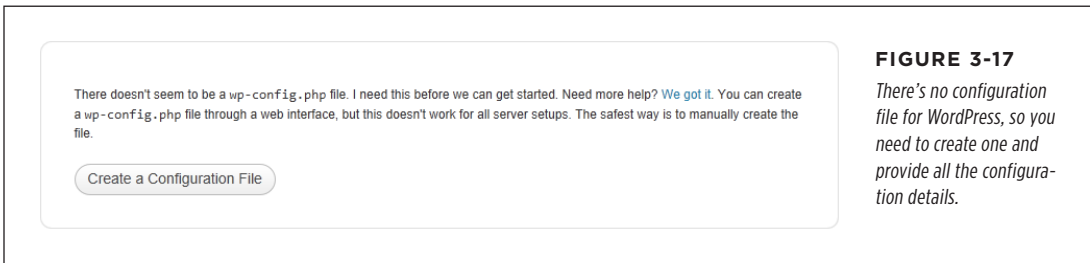 There doesn't seem to be a wp-config.php file. I need this before we can get started. Need more help? We got it. You can create
a wp-config.php file through a web interface, but this doesn't work for all server setups. The safest way is to manually create the
file.
Create a Configuration File
FIGURE 3-17
There's no configuration
file for WordPress, so you
need to create one and
provide all the configura-
tion details.